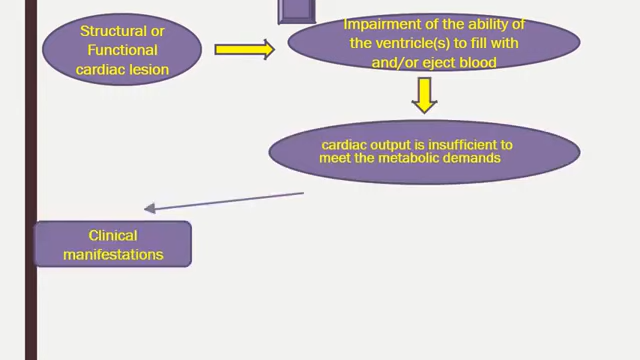 Structural or
Functional
cardiac lesion
Impairment of the ability of
the ventricle(s) to fill with
and/or eject blood
cardiac output is insufficient to
meet the metabolic demands
Clinical
manifestations